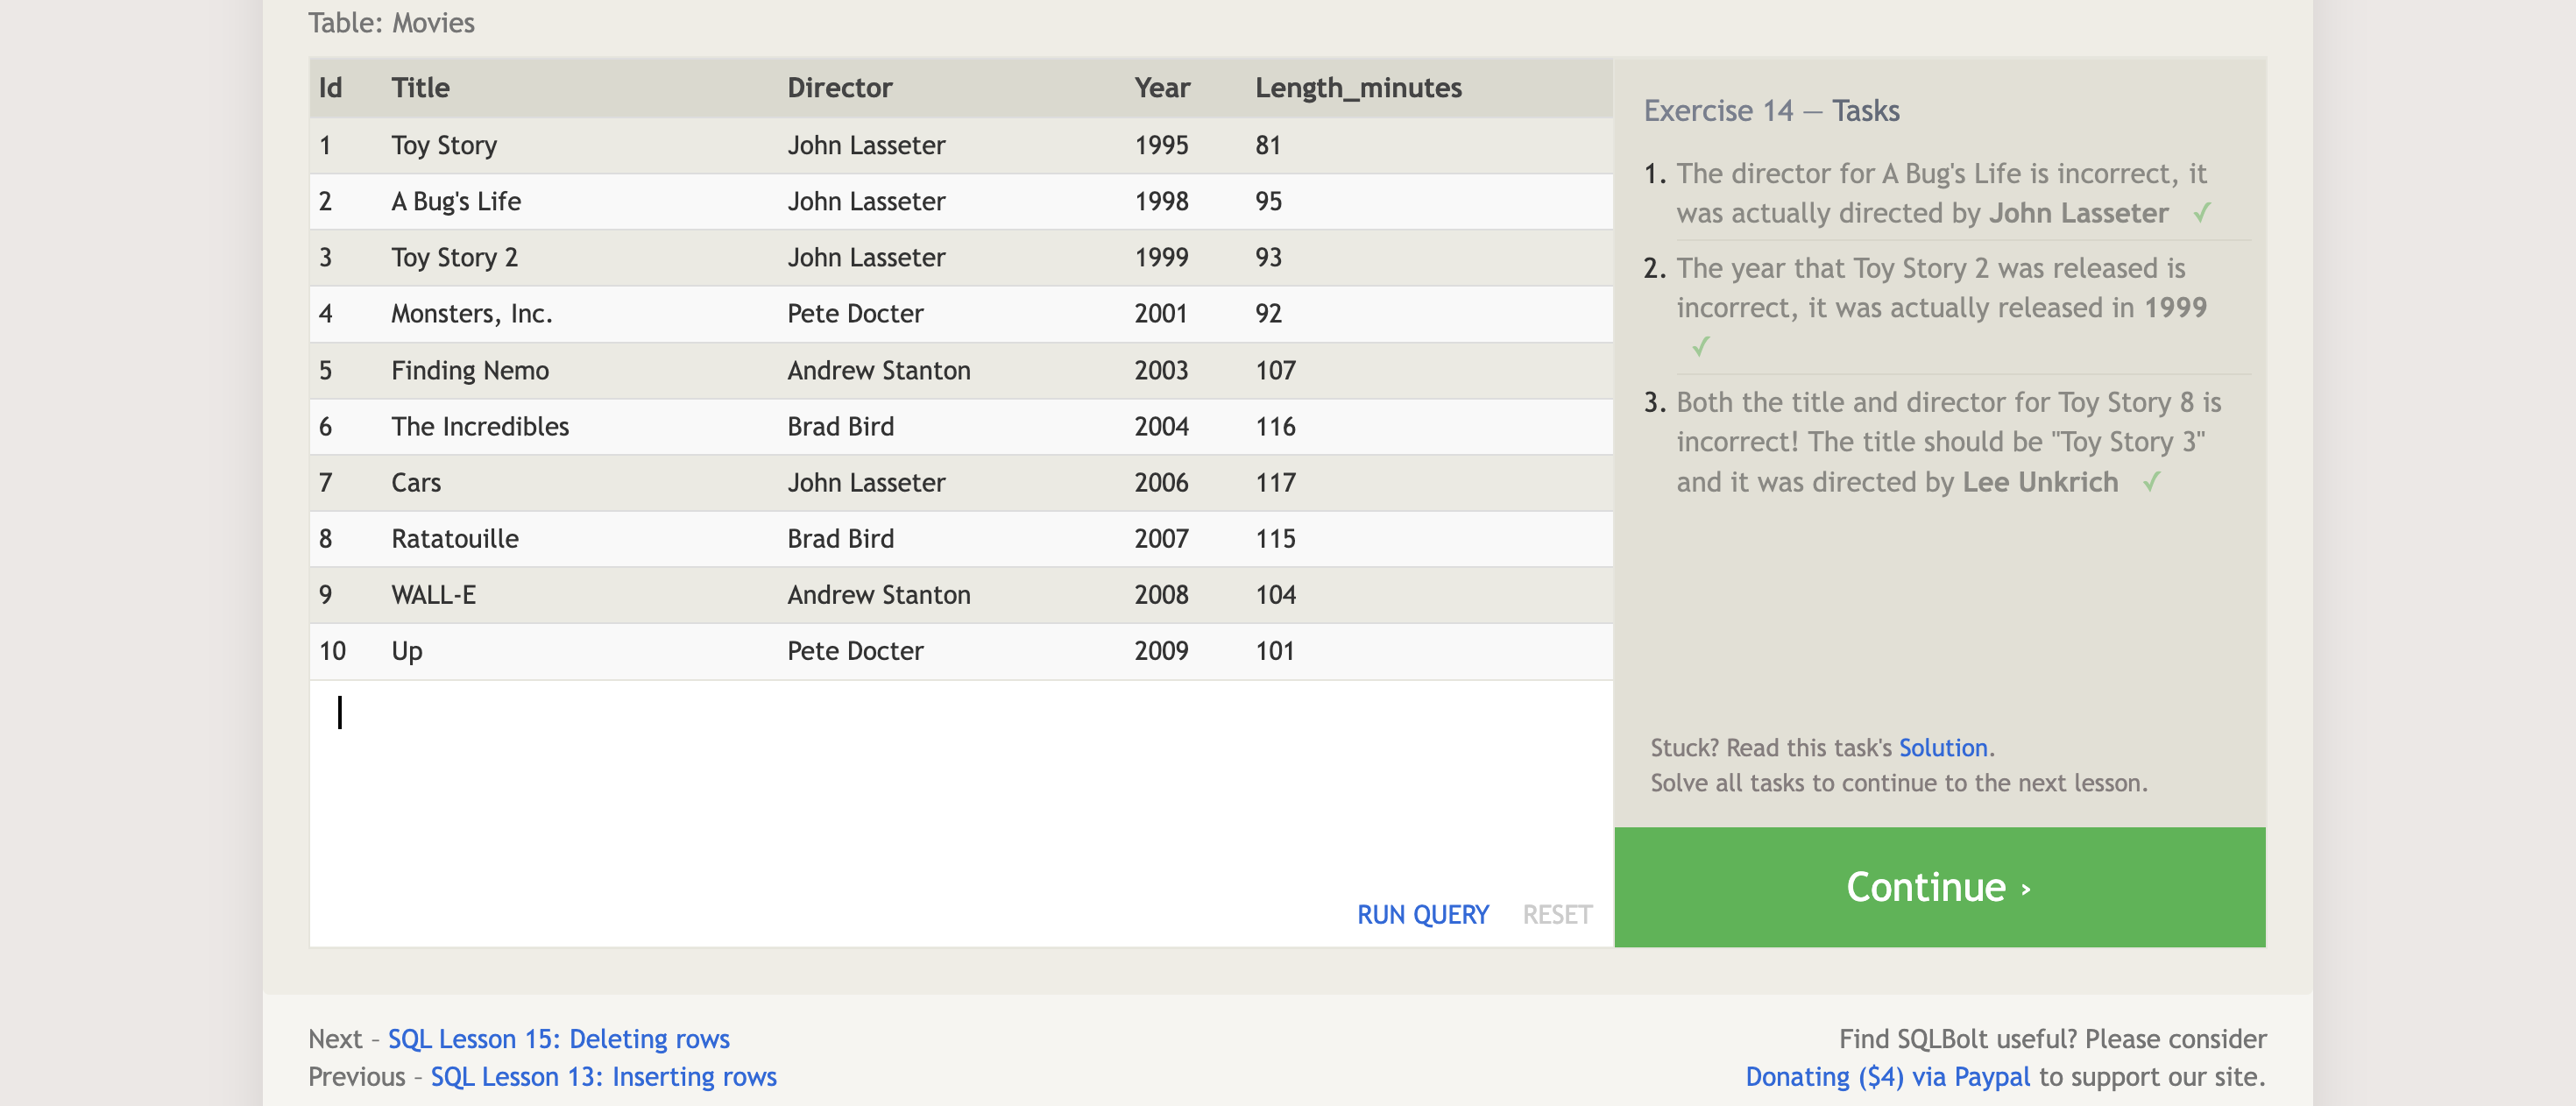 Table: Movies
Id Title Director Year Length_minutes
1 Toy Story John Lasseter 1995 81
2 A Bug's Life John Lasseter 1998 95
3 Toy Story 2 John Lasseter 1999 93
4 Monsters, Inc. Pete Docter 2001 92
5 Finding Nemo Andrew Stanton 2003 107
6 The Incredibles Brad Bird 2004 116
7 Cars John Lasseter 2006 117
8 Ratatouille Brad Bird 2007 115
9 WALL-E Andrew Stanton 2008 104
10 Up Pete Docter 2009 101
RUN QUERY RESET
Exercise 14 — Tasks
1. The director for A Bug's Life is incorrect, it
was actually directed by John Lasseter ✓
2. The year that Toy Story 2 was released is
incorrect, it was actually released in 1999
✓
3. Both the title and director for Toy Story 8 is
incorrect! The title should be "Toy Story 3"
and it was directed by Lee Unkrich ✓
Stuck? Read this task's Solution.
Solve all tasks to continue to the next lesson.
Continue ›
Next – SQL Lesson 15: Deleting rows
Previous – SQL Lesson 13: Inserting rows
Find SQLBolt useful? Please consider
Donating ($4) via Paypal to support our site.